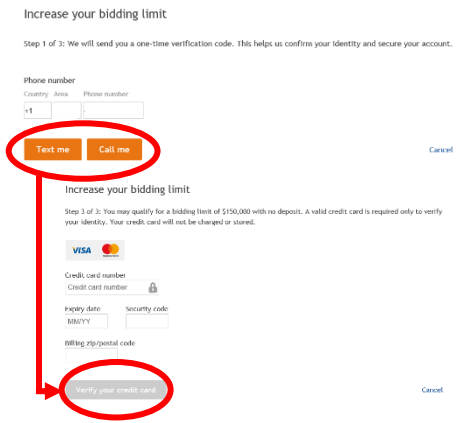 Increase your bidding limit
Step 1 of 3: We will send you a one-time verification code. This helps us confirm your identity and secure your account.
Phone number
Country Area Phone number
+1
Text me Call me Cancel
Increase your bidding limit
Step 3 of 3: You may qualify for a bidding limit of $150,000 with no deposit. A valid credit card is required only to verify
your identity. Your credit card will not be charged or stored.
VISA
Credit card number
Credit card number
Expiry date Security code
MM/YY
Billing zip/postal code
Verify your credit card Cancel